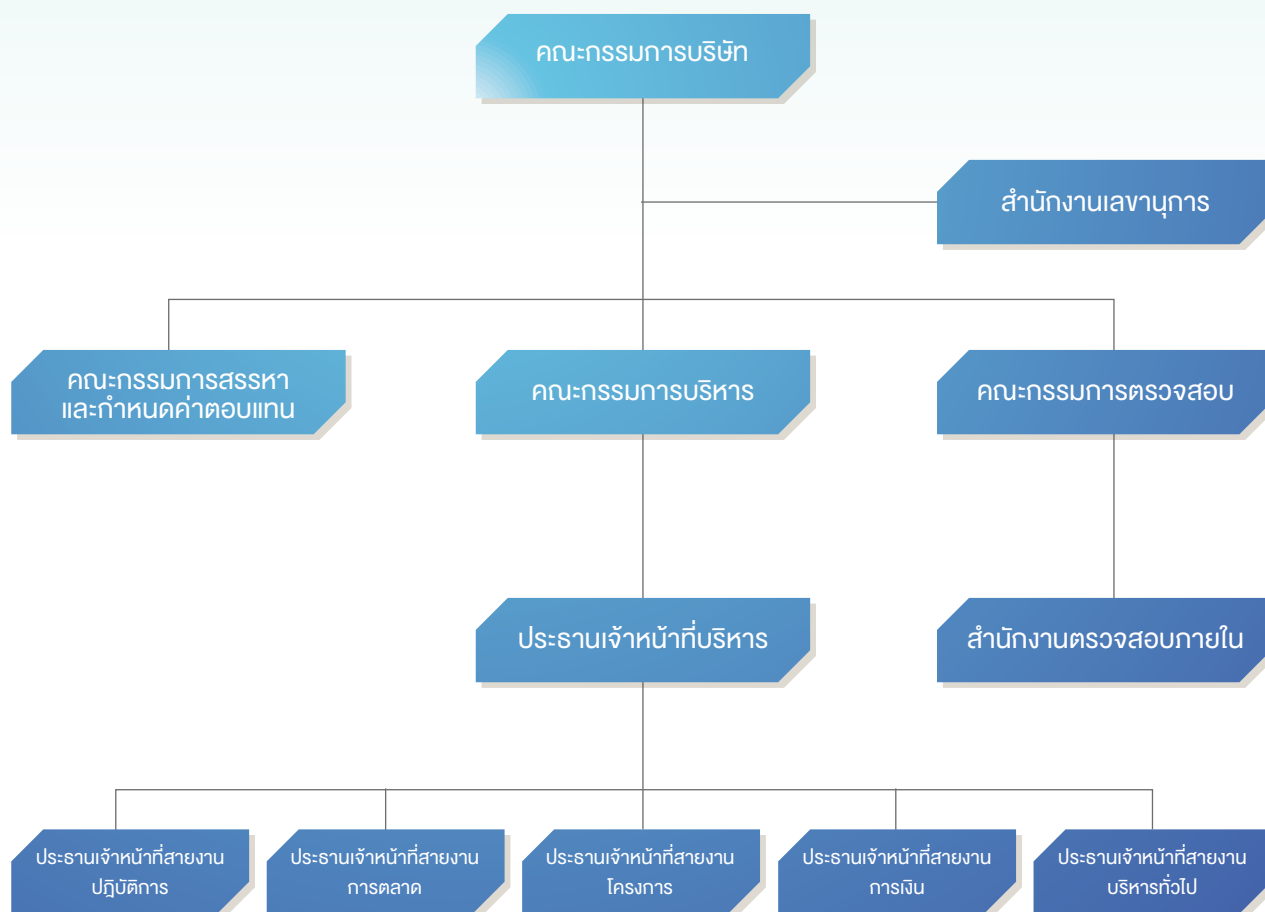 คณะกรรมการบริษัท
สำนักงานเลขานุการ
คณะกรรมการสรรหา
และกำหนดค่าตอบแทน
คณะกรรมการบริหาร
คณะกรรมการตรวจสอบ
ประธานเจ้าหน้าที่บริหาร
สำนักงานตรวจสอบภายใน
ประธานเจ้าหน้าที่สายงาน
ปฏิบัติการ
ประธานเจ้าหน้าที่สายงาน
การตลาด
ประธานเจ้าหน้าที่สายงาน
โครงการ
ประธานเจ้าหน้าที่สายงาน
การเงิน
ประธานเจ้าหน้าที่สายงาน
บริหารทั่วไป